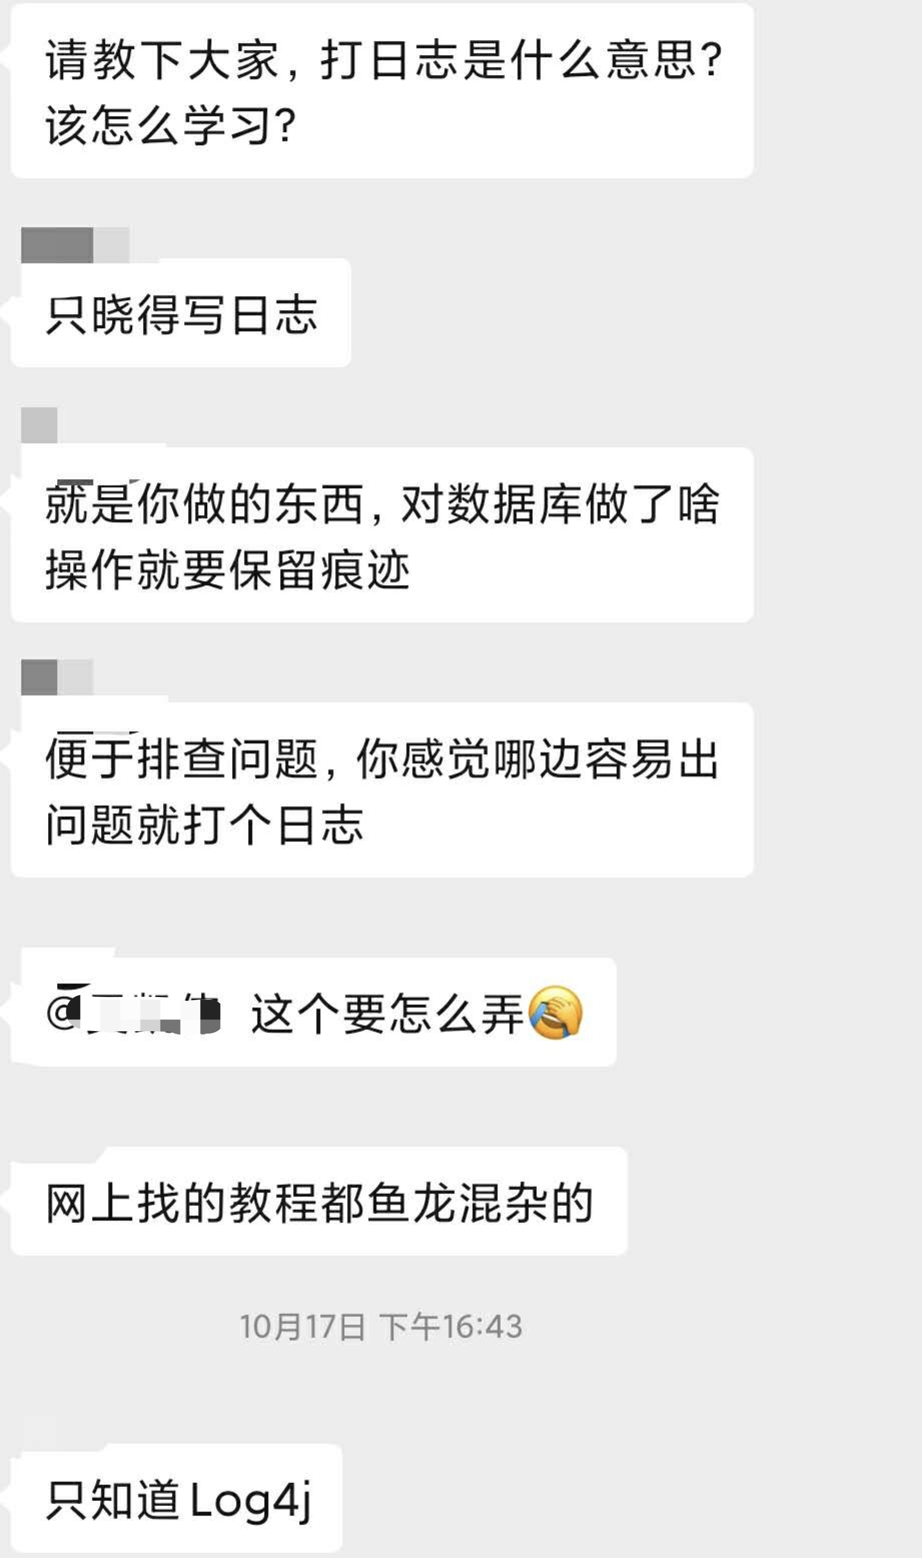 请教下大家，打日志是什么意思？
该怎么学习？
只晓得写日志
就是你做的东西，对数据库做了啥
操作就要保留痕迹
便于排查问题，你感觉哪边容易出
问题就打个日志
@ 这个要怎么弄
网上找的教程都鱼龙混杂的
10月17日 下午16:43
只知道Log4j